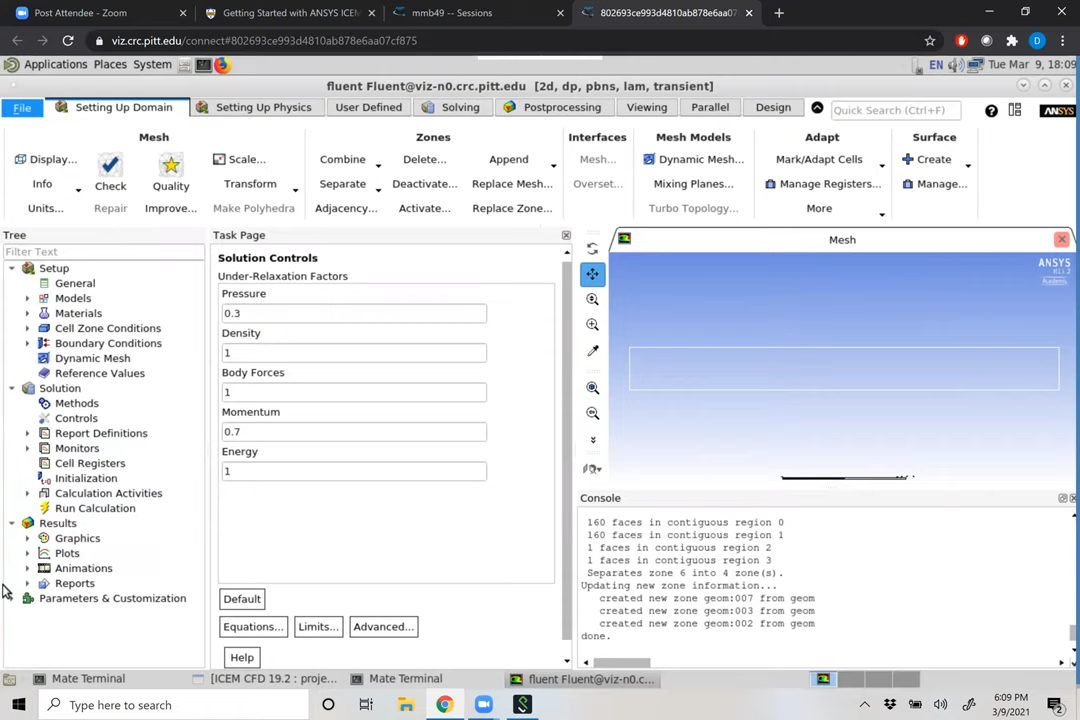 Post Attendee - Zoom
Getting Started with ANSYS ICEM
mmb49 -- Sessions
802693ce993d4810ab878e6aa07
viz.crc.pitt.edu/connect#802693ce993d4810ab878e6aa07cf875
Applications Places System
EN
Tue Mar 9, 18:09
fluent Fluent@viz-n0.crc.pitt.edu [2d, dp, pbns, lam, transient]
File
Setting Up Domain
Setting Up Physics
User Defined
Solving
Postprocessing
Viewing
Parallel
Design
Quick Search (Ctrl+F)
ANSYS
Mesh
Zones
Interfaces
Mesh Models
Adapt
Surface
Display...
Scale...
Combine
Delete...
Append
Mesh...
Dynamic Mesh...
Mark/Adapt Cells
Create
Info
Check
Quality
Transform
Separate
Deactivate...
Replace Mesh...
Overset...
Mixing Planes...
Manage Registers...
Manage...
Units...
Repair
Improve...
Make Polyhedra
Adjacency...
Activate...
Replace Zone...
Turbo Topology...
More
Tree
Filter Text
Setup
General
Models
Materials
Cell Zone Conditions
Boundary Conditions
Dynamic Mesh
Reference Values
Solution
Methods
Controls
Report Definitions
Monitors
Cell Registers
Initialization
Calculation Activities
Run Calculation
Results
Graphics
Plots
Animations
Reports
Parameters & Customization
Task Page
Solution Controls
Under-Relaxation Factors
Pressure
0.3
Density
1
Body Forces
1
Momentum
0.7
Energy
1
Default
Equations...
Limits...
Advanced...
Help
Mesh
ANSYS
R19.2
Academic
Console
160 faces in contiguous region 0
160 faces in contiguous region 1
1 faces in contiguous region 2
1 faces in contiguous region 3
Separates zone 6 into 4 zone(s).
Updating new zone information...
created new zone geom:007 from geom
created new zone geom:003 from geom
created new zone geom:002 from geom
done.
Mate Terminal
[ICEM CFD 19.2 : proje...
Mate Terminal
fluent Fluent@viz-n0.c...
Type here to search
6:09 PM
3/9/2021
2